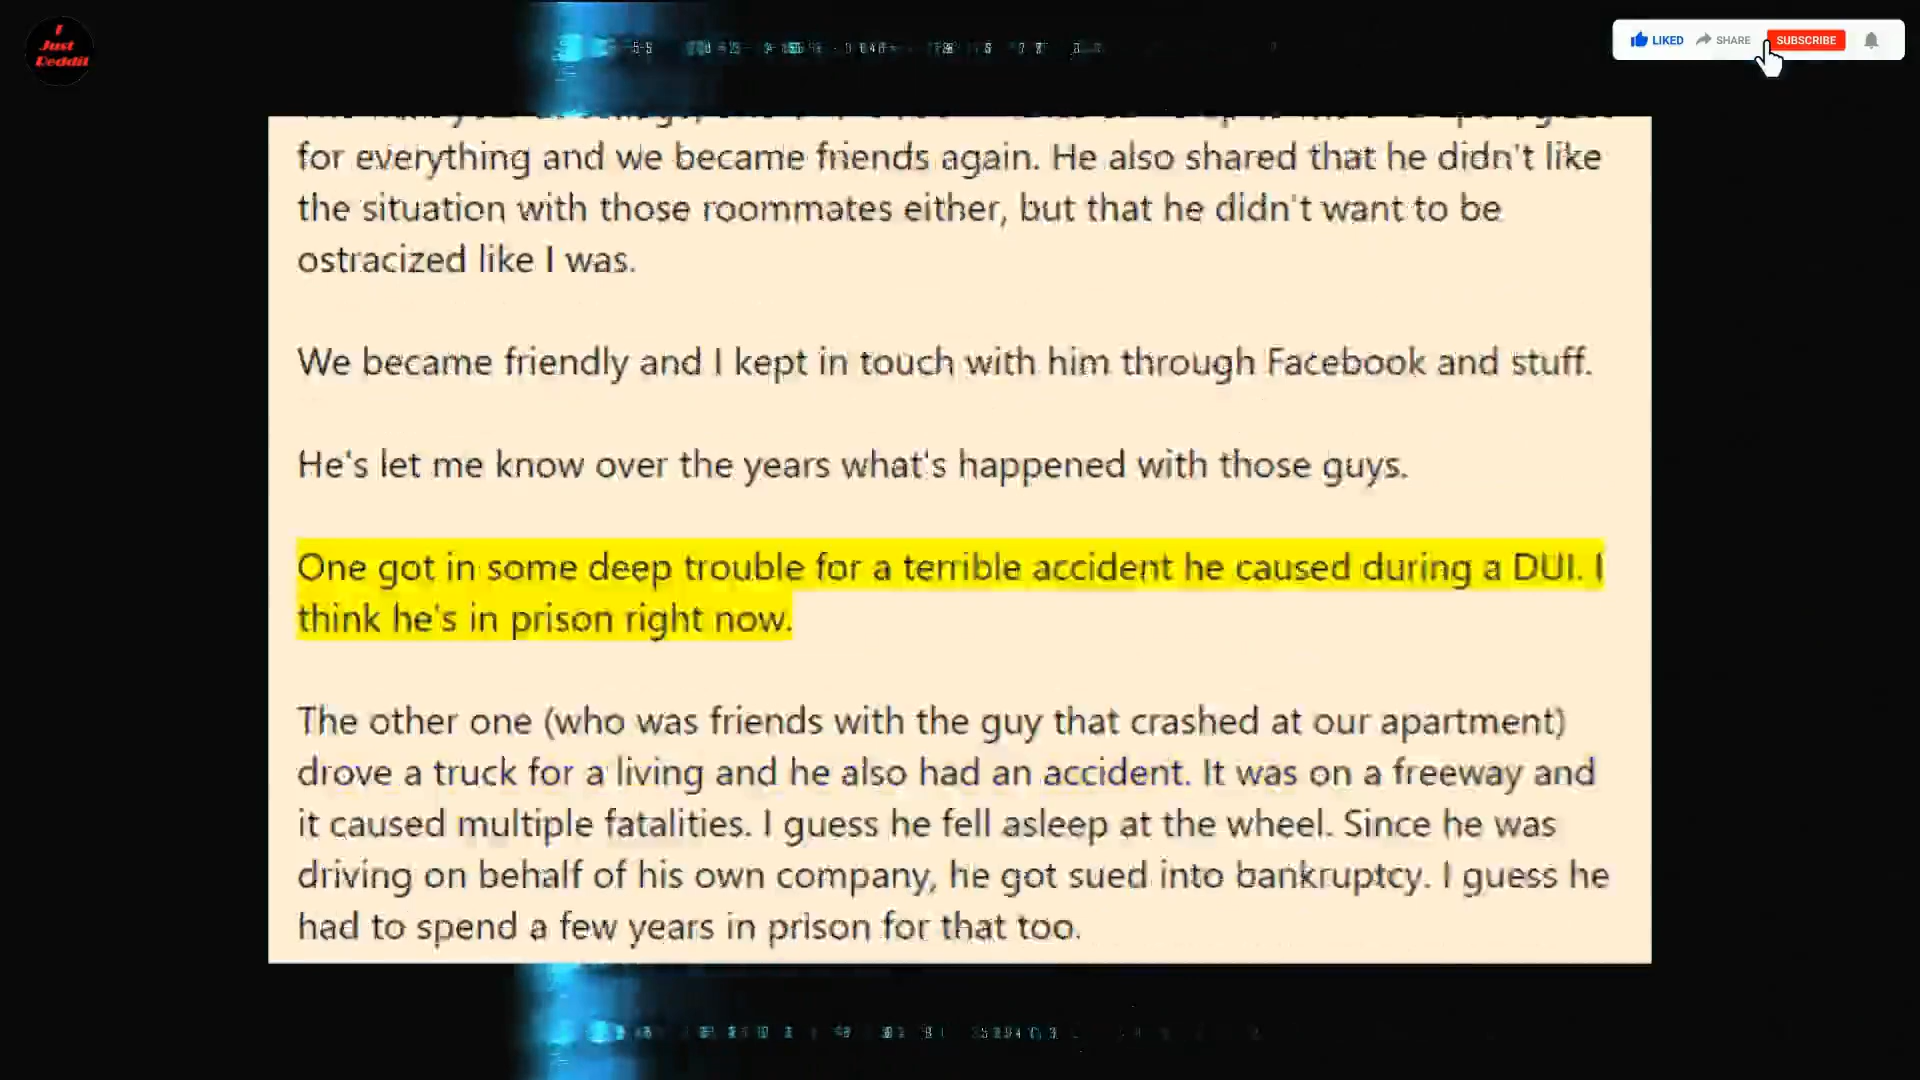 I
Just
Reddit
LIKED SHARE SUBSCRIBE
for everything and we became friends again. He also shared that he didn't like
the situation with those roommates either, but that he didn't want to be
ostracized like I was.
We became friendly and I kept in touch with him through Facebook and stuff.
He's let me know over the years what's happened with those guys.
One got in some deep trouble for a terrible accident he caused during a DUI. I
think he's in prison right now.
The other one (who was friends with the guy that crashed at our apartment)
drove a truck for a living and he also had an accident. It was on a freeway and
it caused multiple fatalities. I guess he fell asleep at the wheel. Since he was
driving on behalf of his own company, he got sued into bankruptcy. I guess he
had to spend a few years in prison for that too.